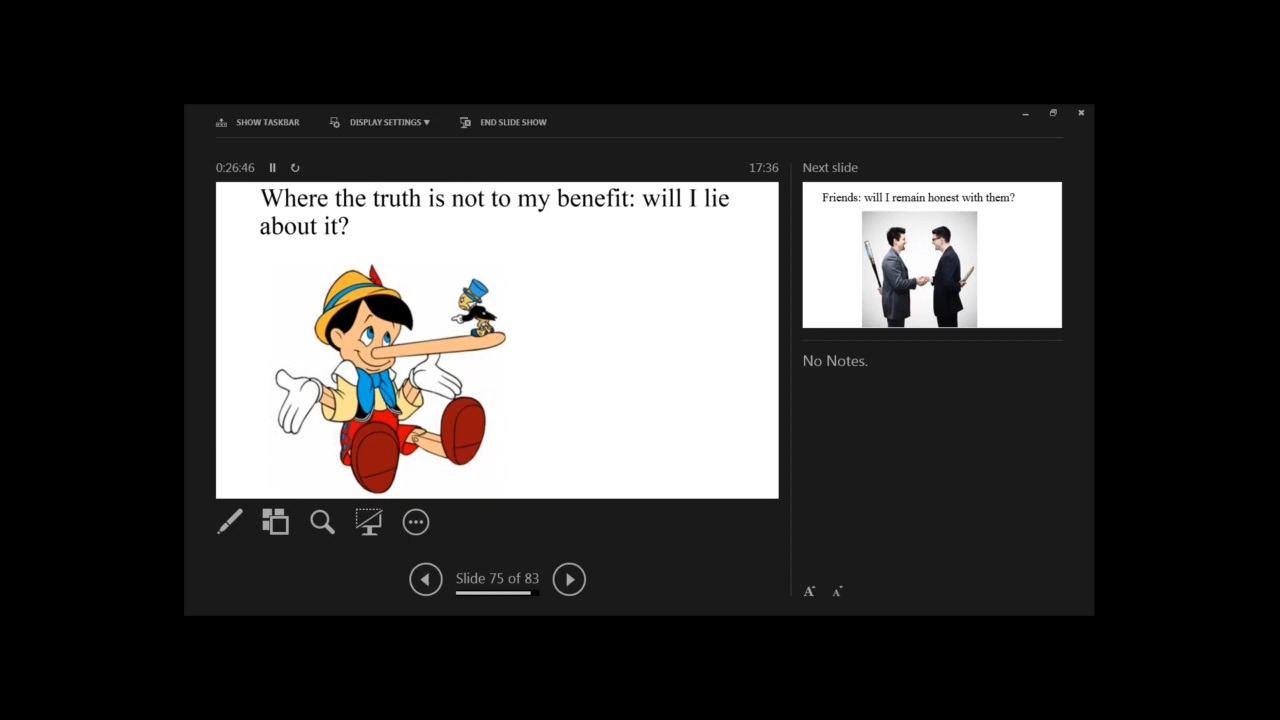 SHOW TASKBAR
DISPLAY SETTINGS ▼
END SLIDE SHOW
0:26:46
17:36
Where the truth is not to my benefit: will I lie
about it?
Slide 75 of 83
Next slide
Friends: will I remain honest with them?
No Notes.
A A